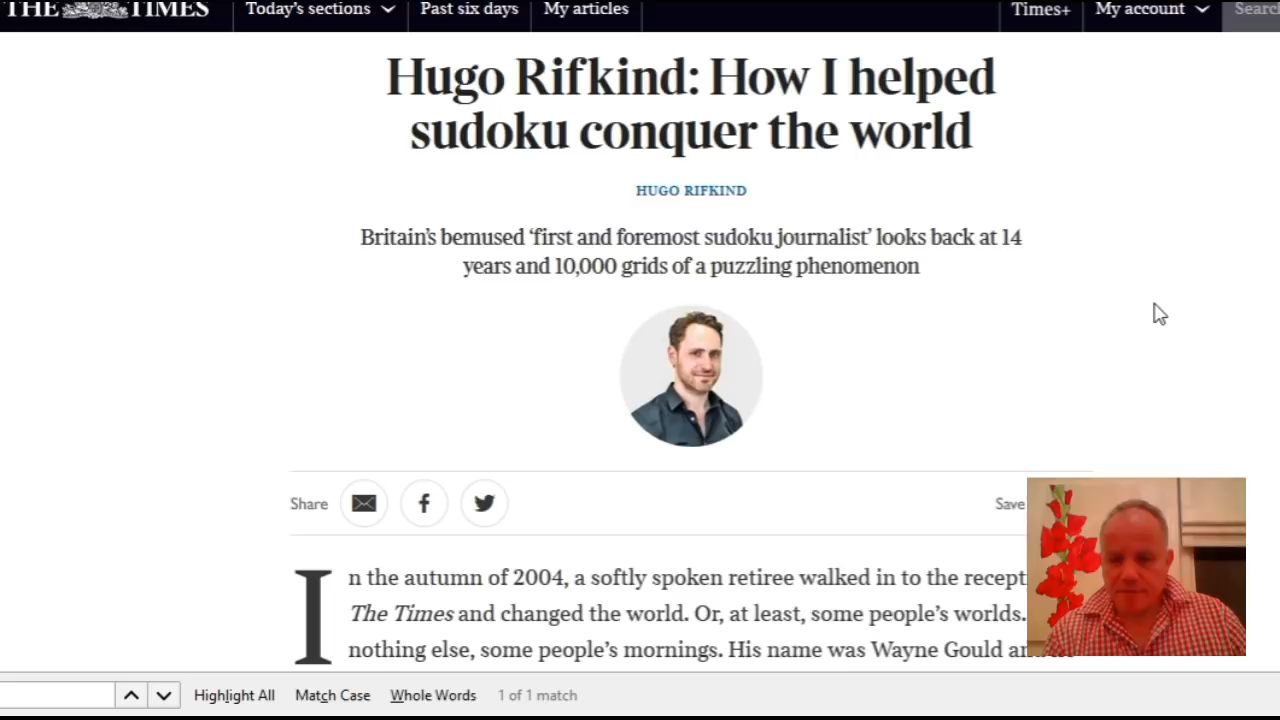 THE TIMES
Today's sections
Past six days
My articles
Times+
My account
Search
Hugo Rifkind: How I helped
sudoku conquer the world
HUGO RIFKIND
Britain's bemused 'first and foremost sudoku journalist' looks back at 14
years and 10,000 grids of a puzzling phenomenon
Share
Save
In the autumn of 2004, a softly spoken retiree walked in to the recepti
The Times and changed the world. Or, at least, some people's worlds.
nothing else, some people's mornings. His name was Wayne Gould an
Highlight All
Match Case
Whole Words
1 of 1 match